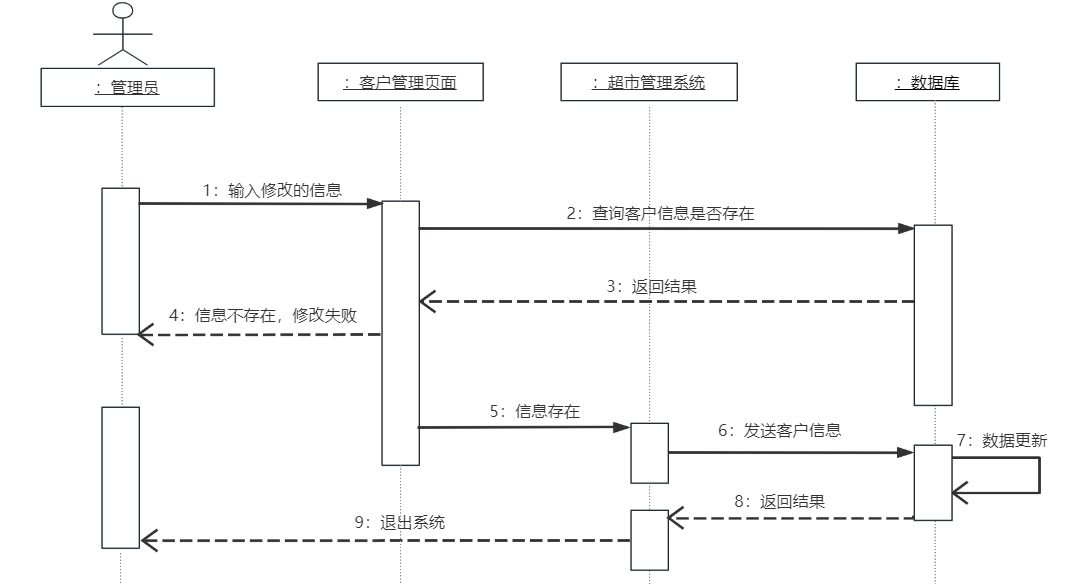 ：管理员
：客户管理页面
：超市管理系统
：数据库
1：输入修改的信息
2：查询客户信息是否存在
3：返回结果
4：信息不存在，修改失败
5：信息存在
6：发送客户信息
7：数据更新
8：返回结果
9：退出系统